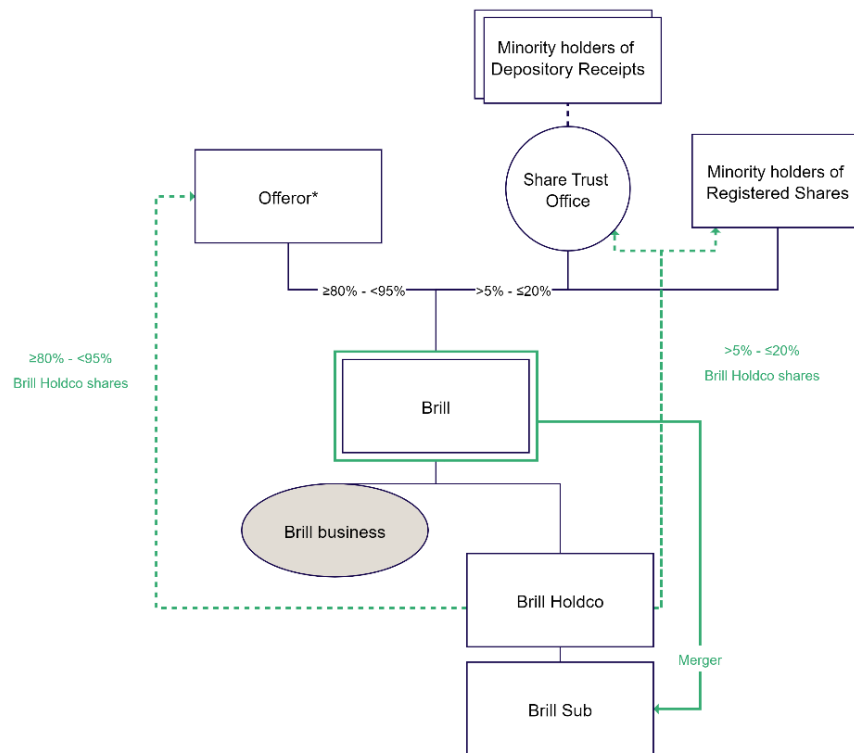 Minority holders of
Depository Receipts
Offeror*
Share Trust
Office
Minority holders of
Registered Shares
≥80% - <95%
>5% - ≤20%
≥80% - <95%
Brill Holdco shares
>5% - ≤20%
Brill Holdco shares
Brill
Brill business
Brill Holdco
Merger
Brill Sub